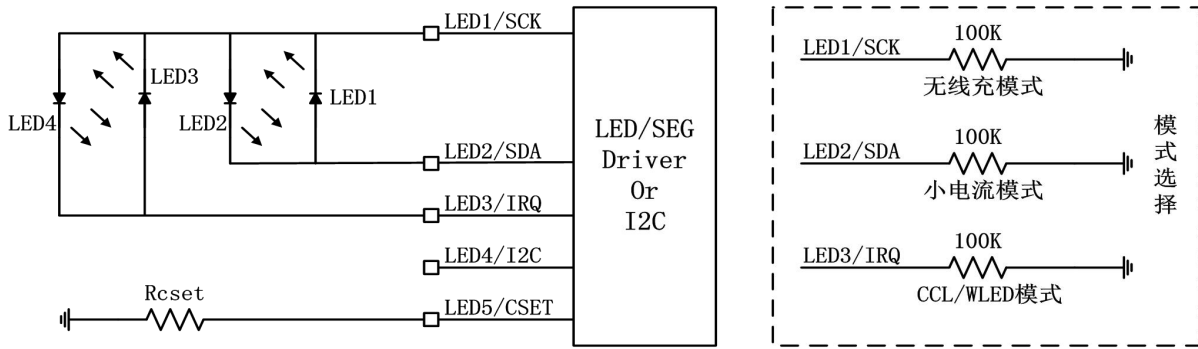 LED1/SCK
LED3
LED4
LED2
LED1
LED2/SDA
LED3/IRQ
LED4/I2C
Rcset
LED5/CSET
LED/SEG
Driver
Or
I2C
LED1/SCK
100K
无线充模式
LED2/SDA
100K
小电流模式
LED3/IRQ
100K
CCL/WLED模式
模
式
选
择